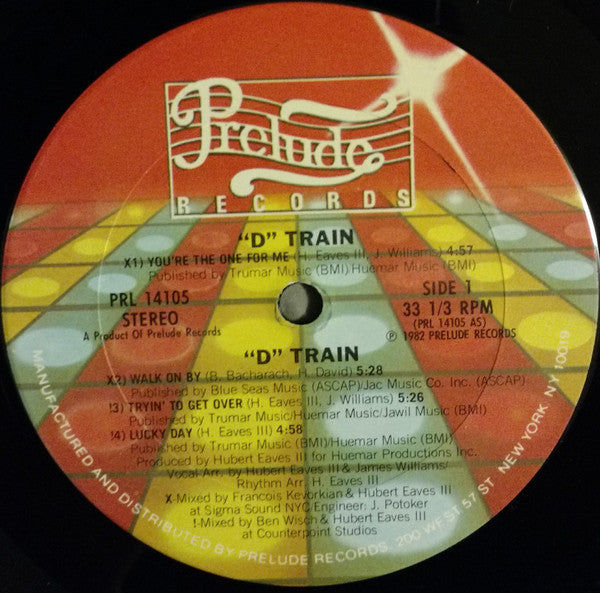 Prelude
RECORDS
"D" TRAIN
X1) YOU'RE THE ONE FOR ME (H. Eaves III, J. Williams) 4:57
Published by Trumar Music (BMI)/Huemar Music (BMI)
PRL 14105
STEREO
A Product Of Prelude Records
SIDE 1
33 1/3 RPM
(PRL 14105 AS)
℗ 1982 PRELUDE RECORDS
"D" TRAIN
X2) WALK ON BY (B. Bacharach, H. David) 5:28
Published by Blue Seas Music (ASCAP)/Jac Music Co. Inc. (ASCAP)
!3) TRYIN' TO GET OVER (H. Eaves III, J. Williams) 5:26
Published by Trumar Music/Huemar Music/Jawil Music (BMI)
!4) LUCKY DAY (H. Eaves III) 4:58
Published by Trumar Music (BMI)/Huemar Music (BMI)
Produced by Hubert Eaves III for Huemar Productions Inc.
Vocal Arr. by Hubert Eaves III & James Williams/
Rhythm Arr. H. Eaves III
X-Mixed by Francois Kevorkian & Hubert Eaves III
at Sigma Sound NYC/Engineer: J. Potoker
!-Mixed by Ben Wisch & Hubert Eaves III
at Counterpoint Studios
MANUFACTURED AND DISTRIBUTED BY PRELUDE RECORDS, 200 WEST 57 ST NEW YORK, NY 10019